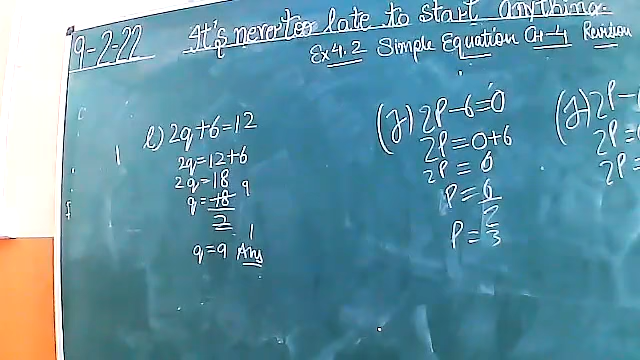 9-2-22
It's never too late to start anything.
Ex 4.2 Simple Equation Ch-4 Revision
l) 2q+6=12
2q=12+6
2q=18
q=18/2 9
q=9 Ans
(j) 2P-6=0
2P=0+6
2P=6
P=6/2
P=3
(j) 2P-
2P=
2P=